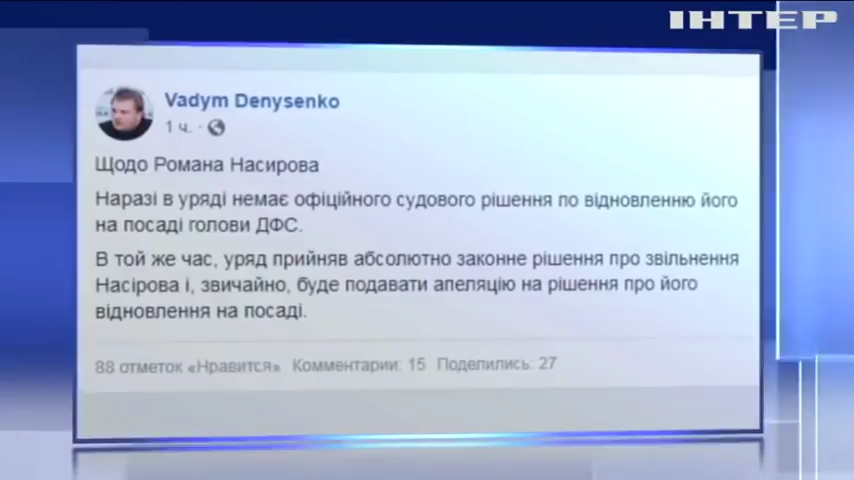 ІНТЕР
Vadym Denysenko
1 ч. ·
Щодо Романа Насирова
Наразі в уряді немає офіційного судового рішення по відновленню його
на посаді голови ДФС.
В той же час, уряд прийняв абсолютно законне рішення про звільнення
Насірова і, звичайно, буде подавати апеляцію на рішення про його
відновлення на посаді.
88 отметок «Нравится» Комментарии: 15 Поделились: 27